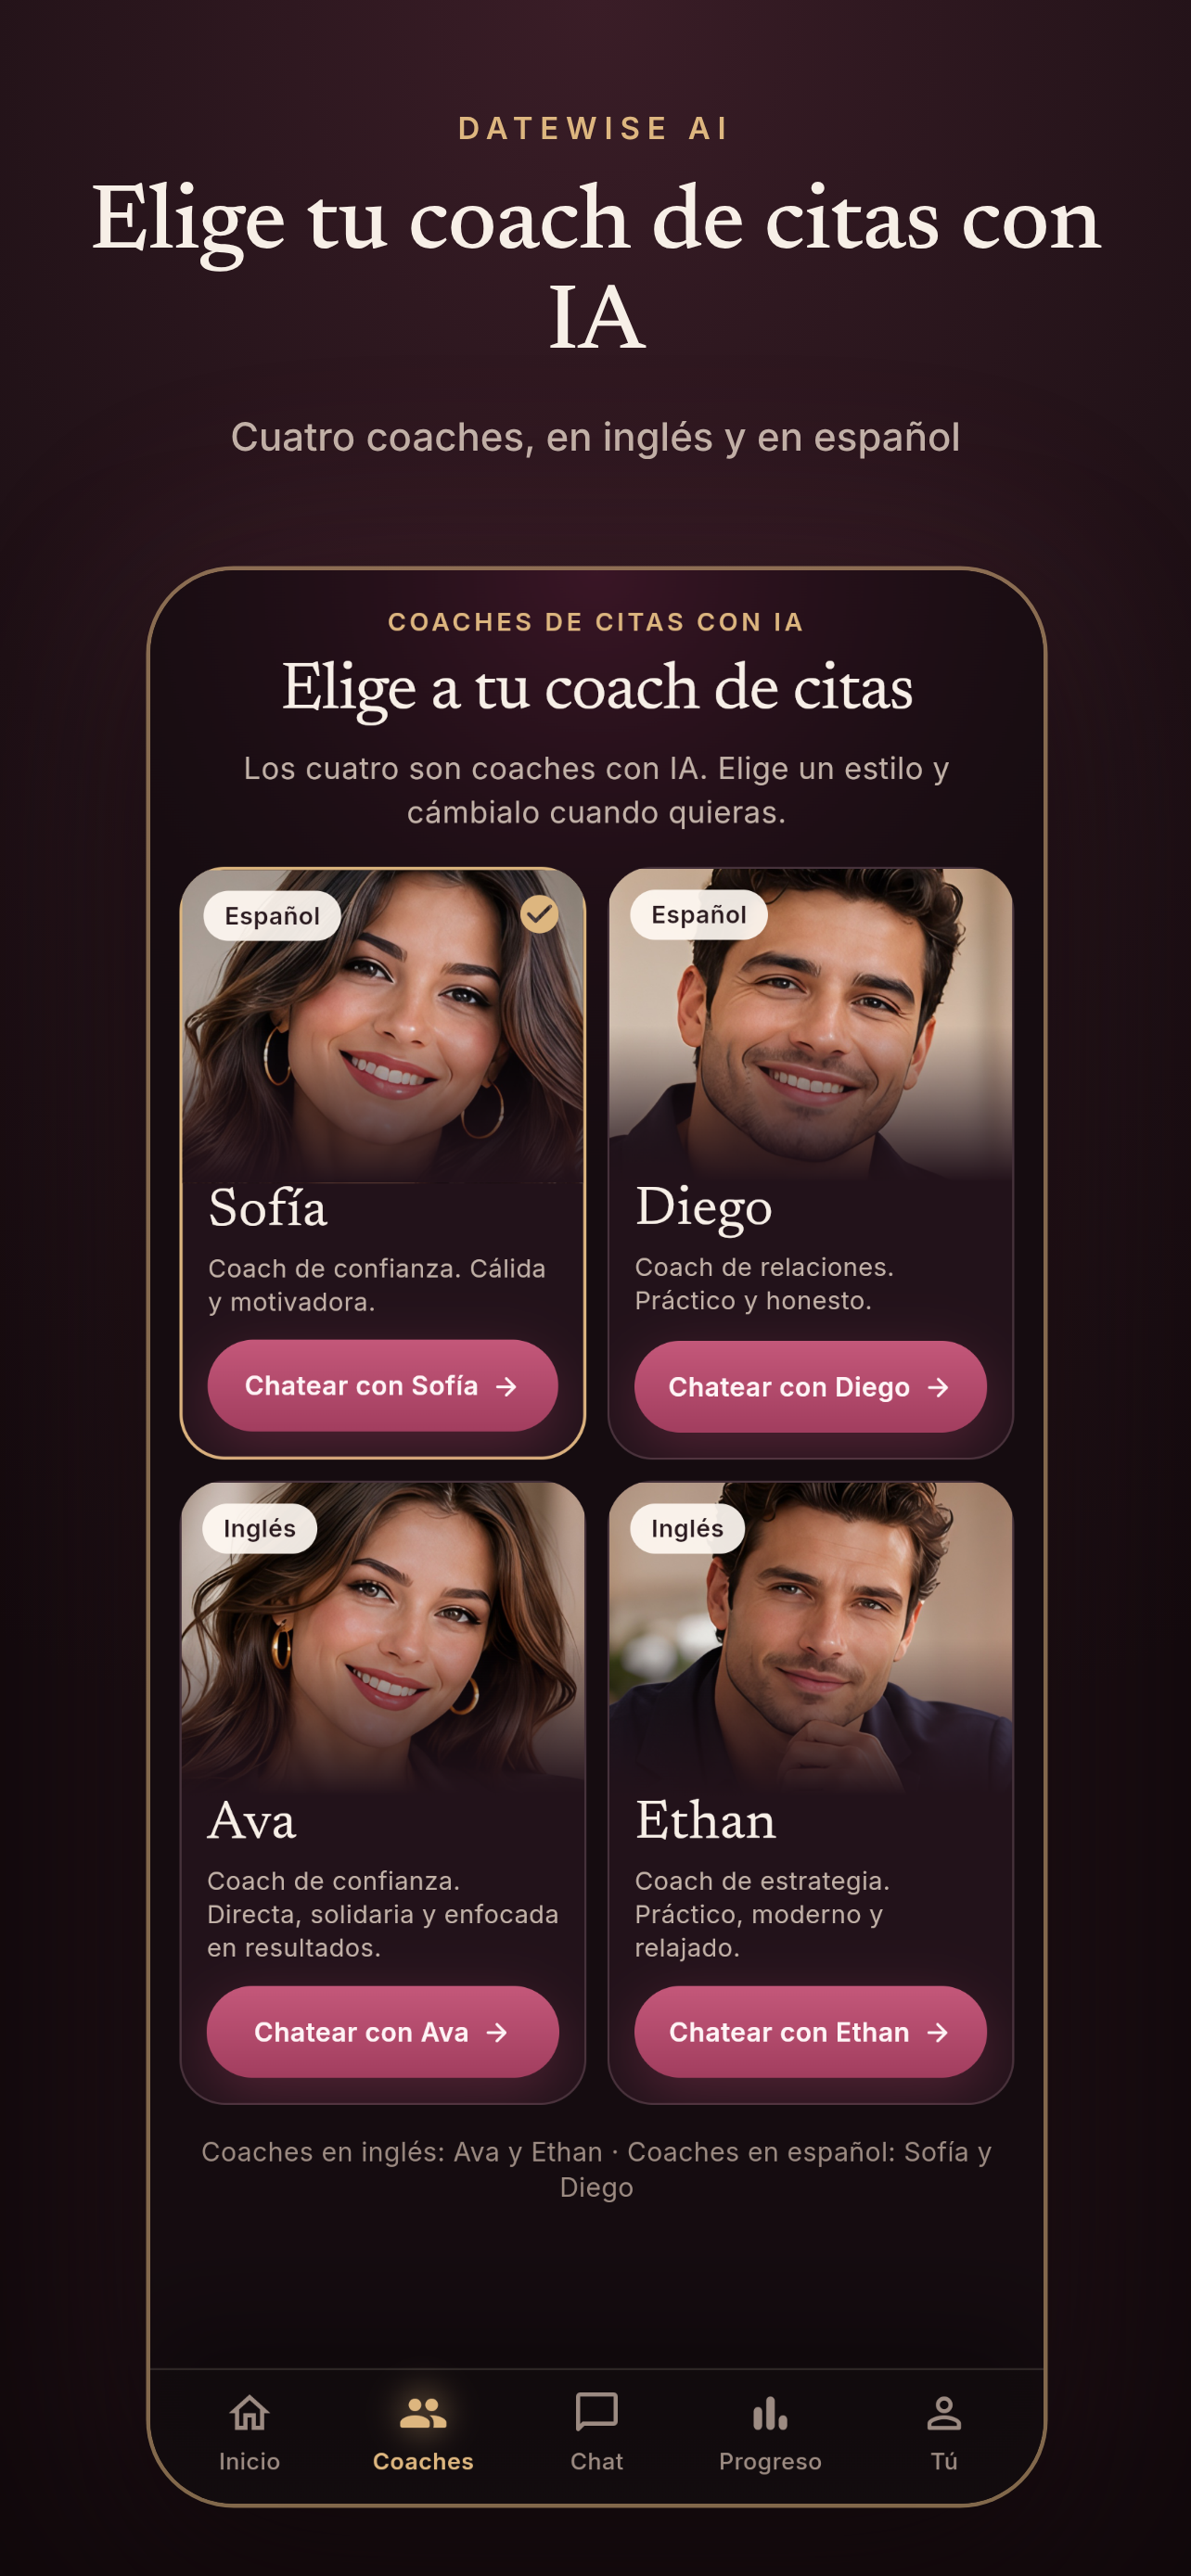 DATEWISE AI
Elige tu coach de citas con
IA
Cuatro coaches, en inglés y en español
COACHES DE CITAS CON IA
Elige a tu coach de citas
Los cuatro son coaches con IA. Elige un estilo y
cámbialo cuando quieras.
Español
Sofía
Coach de confianza. Cálida
y motivadora.
Chatear con Sofía →
Español
Diego
Coach de relaciones.
Práctico y honesto.
Chatear con Diego →
Inglés
Ava
Coach de confianza.
Directa, solidaria y enfocada
en resultados.
Chatear con Ava →
Inglés
Ethan
Coach de estrategia.
Práctico, moderno y
relajado.
Chatear con Ethan →
Coaches en inglés: Ava y Ethan · Coaches en español: Sofía y
Diego
Inicio
Coaches
Chat
Progreso
Tú